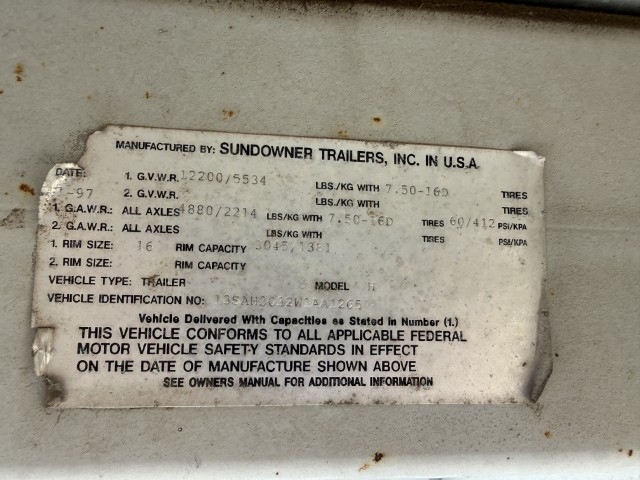 MANUFACTURED BY: SUNDOWNER TRAILERS, INC. IN U.S.A.
DATE: 1. G.V.W.R. 12200/5534 LBS./KG WITH 7.50-16D TIRES
-97 2. G.V.W.R. LBS./KG WITH TIRES
1. G.A.W.R.: ALL AXLES 4880/2214 LBS/KG WITH 7.50-16D TIRES 60/412 PSI/KPA
2. G.A.W.R.: ALL AXLES LBS/KG WITH TIRES PSI/KPA
1. RIM SIZE: 16 RIM CAPACITY
2. RIM SIZE: RIM CAPACITY
VEHICLE TYPE: TRAILER MODEL H
VEHICLE IDENTIFICATION NO:
Vehicle Delivered With Capacities as Stated in Number (1.)
THIS VEHICLE CONFORMS TO ALL APPLICABLE FEDERAL
MOTOR VEHICLE SAFETY STANDARDS IN EFFECT
ON THE DATE OF MANUFACTURE SHOWN ABOVE
SEE OWNERS MANUAL FOR ADDITIONAL INFORMATION